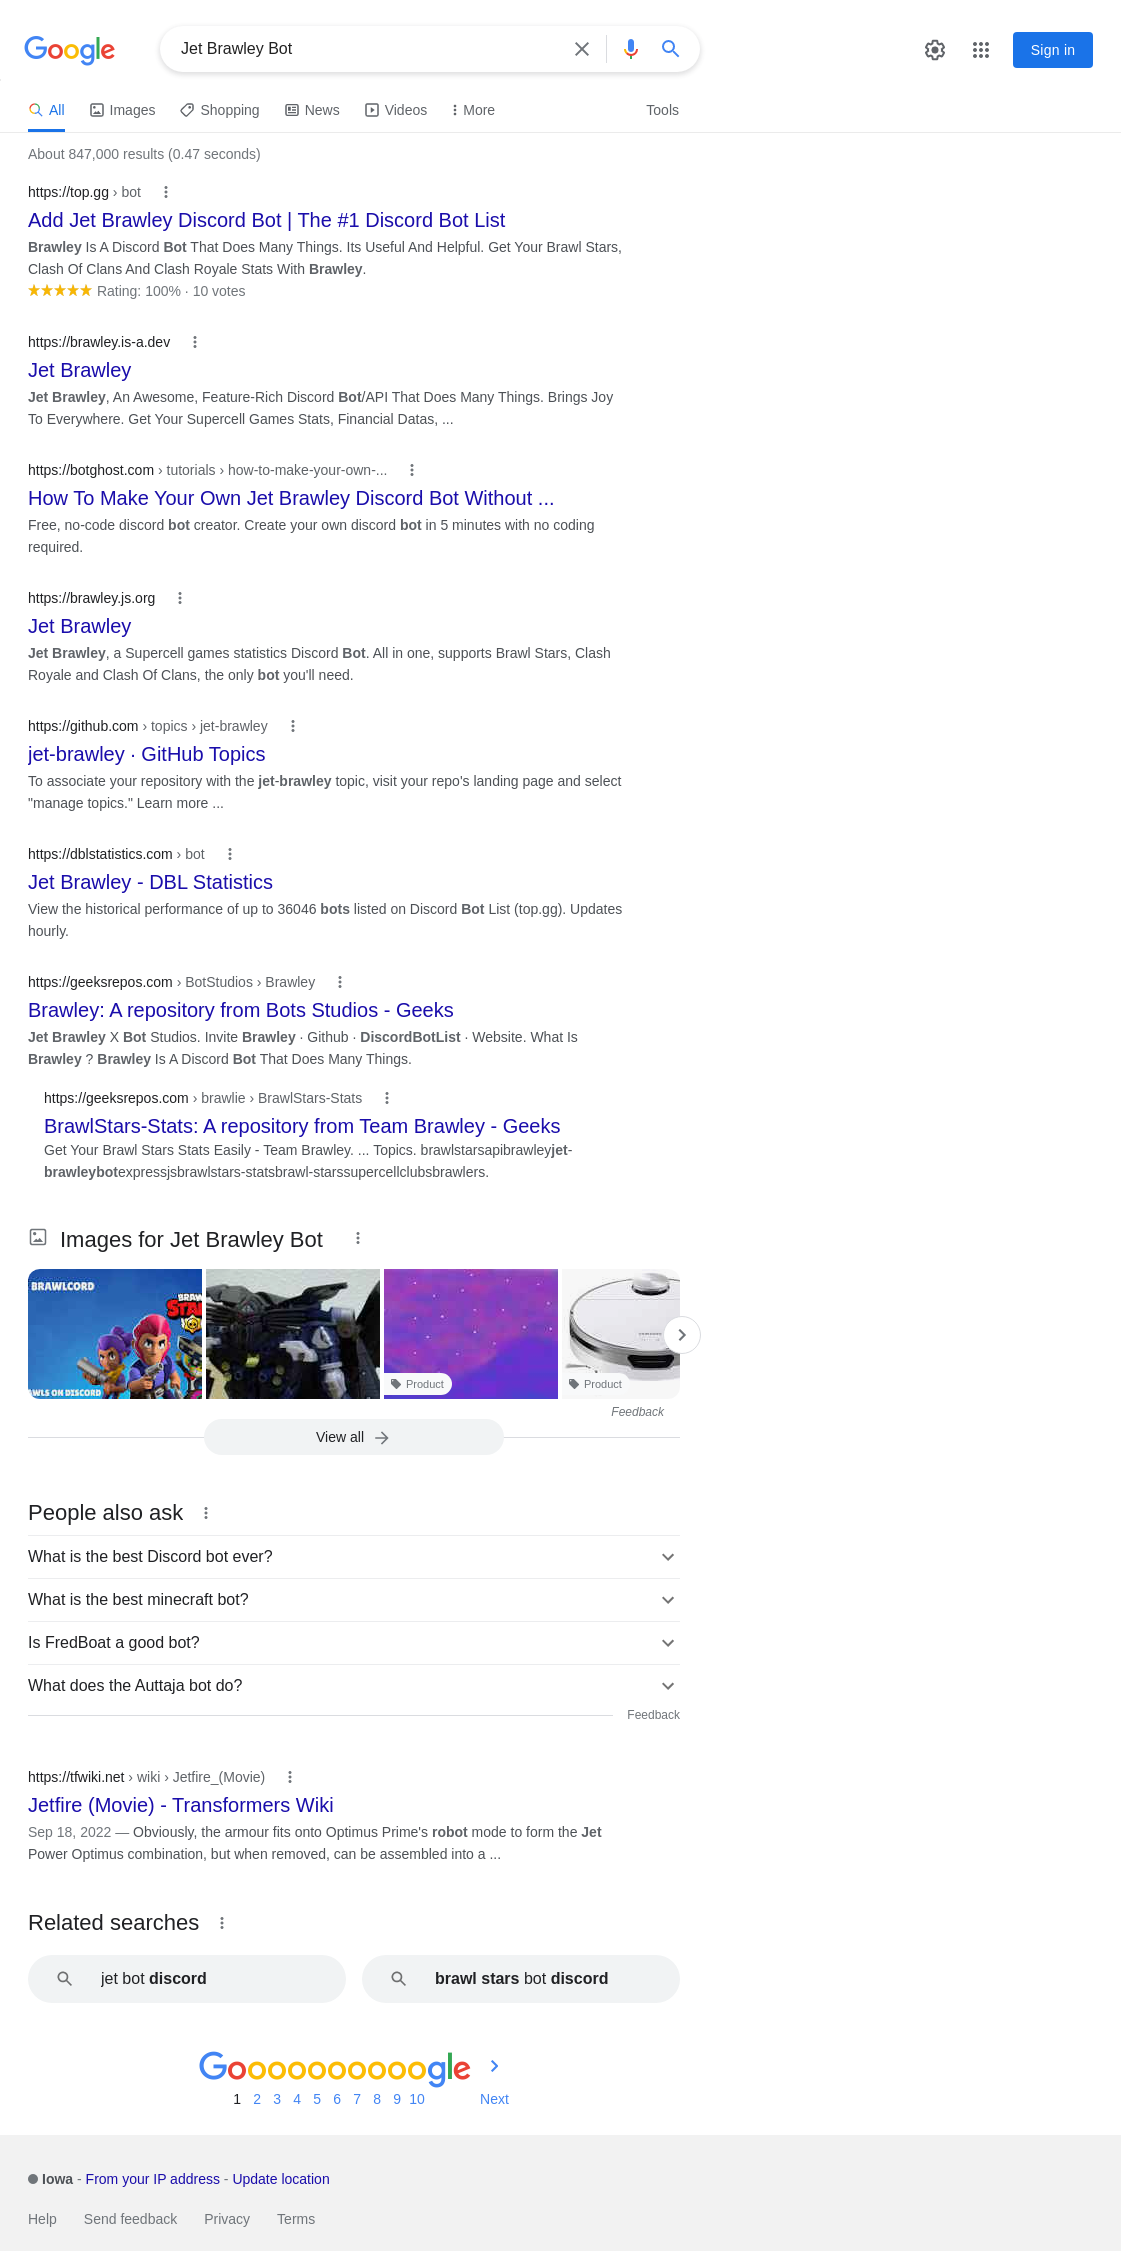 Google
Jet Brawley Bot
Sign in
All
Images
Shopping
News
Videos
More
Tools
About 847,000 results (0.47 seconds)
https://top.gg › bot
Add Jet Brawley Discord Bot | The #1 Discord Bot List
Brawley Is A Discord Bot That Does Many Things. Its Useful And Helpful. Get Your Brawl Stars,
Clash Of Clans And Clash Royale Stats With Brawley.
Rating: 100% · 10 votes
https://brawley.is-a.dev
Jet Brawley
Jet Brawley, An Awesome, Feature-Rich Discord Bot/API That Does Many Things. Brings Joy
To Everywhere. Get Your Supercell Games Stats, Financial Datas, ...
https://botghost.com › tutorials › how-to-make-your-own-...
How To Make Your Own Jet Brawley Discord Bot Without ...
Free, no-code discord bot creator. Create your own discord bot in 5 minutes with no coding
required.
https://brawley.js.org
Jet Brawley
Jet Brawley, a Supercell games statistics Discord Bot. All in one, supports Brawl Stars, Clash
Royale and Clash Of Clans, the only bot you'll need.
https://github.com › topics › jet-brawley
jet-brawley · GitHub Topics
To associate your repository with the jet-brawley topic, visit your repo's landing page and select
"manage topics." Learn more ...
https://dblstatistics.com › bot
Jet Brawley - DBL Statistics
View the historical performance of up to 36046 bots listed on Discord Bot List (top.gg). Updates
hourly.
https://geeksrepos.com › BotStudios › Brawley
Brawley: A repository from Bots Studios - Geeks
Jet Brawley X Bot Studios. Invite Brawley · Github · DiscordBotList · Website. What Is
Brawley ? Brawley Is A Discord Bot That Does Many Things.
https://geeksrepos.com › brawlie › BrawlStars-Stats
BrawlStars-Stats: A repository from Team Brawley - Geeks
Get Your Brawl Stars Stats Easily - Team Brawley. ... Topics. brawlstarsapibrawleyjet-
brawleybotexpressjsbrawlstars-statsbrawl-starssupercellclubsbrawlers.
Images for Jet Brawley Bot
BRAWLCORD
BRAW
STAR
AWLS ON DISCORD
Product
SAMSUNG
Product
Feedback
View all
People also ask
What is the best Discord bot ever?
What is the best minecraft bot?
Is FredBoat a good bot?
What does the Auttaja bot do?
Feedback
https://tfwiki.net › wiki › Jetfire_(Movie)
Jetfire (Movie) - Transformers Wiki
Sep 18, 2022 — Obviously, the armour fits onto Optimus Prime's robot mode to form the Jet
Power Optimus combination, but when removed, can be assembled into a ...
Related searches
jet bot discord
brawl stars bot discord
Goooooooooogle
1 2 3 4 5 6 7 8 9 10 Next
Iowa - From your IP address - Update location
Help Send feedback Privacy Terms